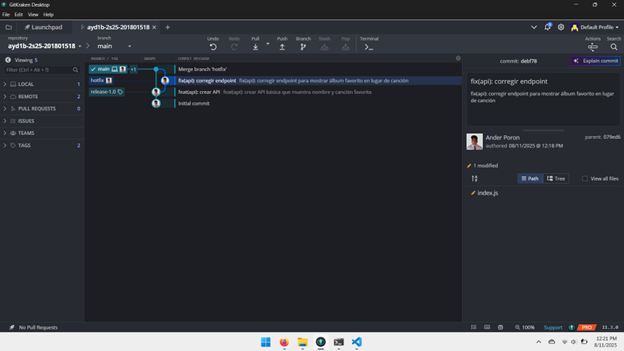 GitKraken Desktop
File Edit View Help
Launchpad
ayd1b-2s25-201801518
Default Profile
repository
branch
ayd1b-2s25-201801518
main
Undo
Redo
Pull
Push
Branch
Stash
Pop
Terminal
Actions
Search
Viewing 5
Filter (Ctrl + Alt + f)
LOCAL 1
REMOTE 2
PULL REQUESTS 0
ISSUES
TEAMS
TAGS 2
BRANCH / TAG
GRAPH
COMMIT MESSAGE
main +1
Merge branch 'hotfix'
hotfix
fix(api): corregir endpoint fix(api): corregir endpoint para mostrar álbum favorito en lugar de canción
release-1.0
feat(api): crear API feat(api): crear API básica que muestra nombre y canción favorita
Initial commit
commit: debf78
Explain commit
fix(api): corregir endpoint
fix(api): corregir endpoint para mostrar álbum favorito en lugar
de canción
Ander Poron
authored 08/11/2025 @ 12:18 PM
parent: 879ed6
1 modified
Path
Tree
View all files
index.js
No Pull Requests
100%
Support
PRO
11.3.0
12:21 PM
8/11/2025